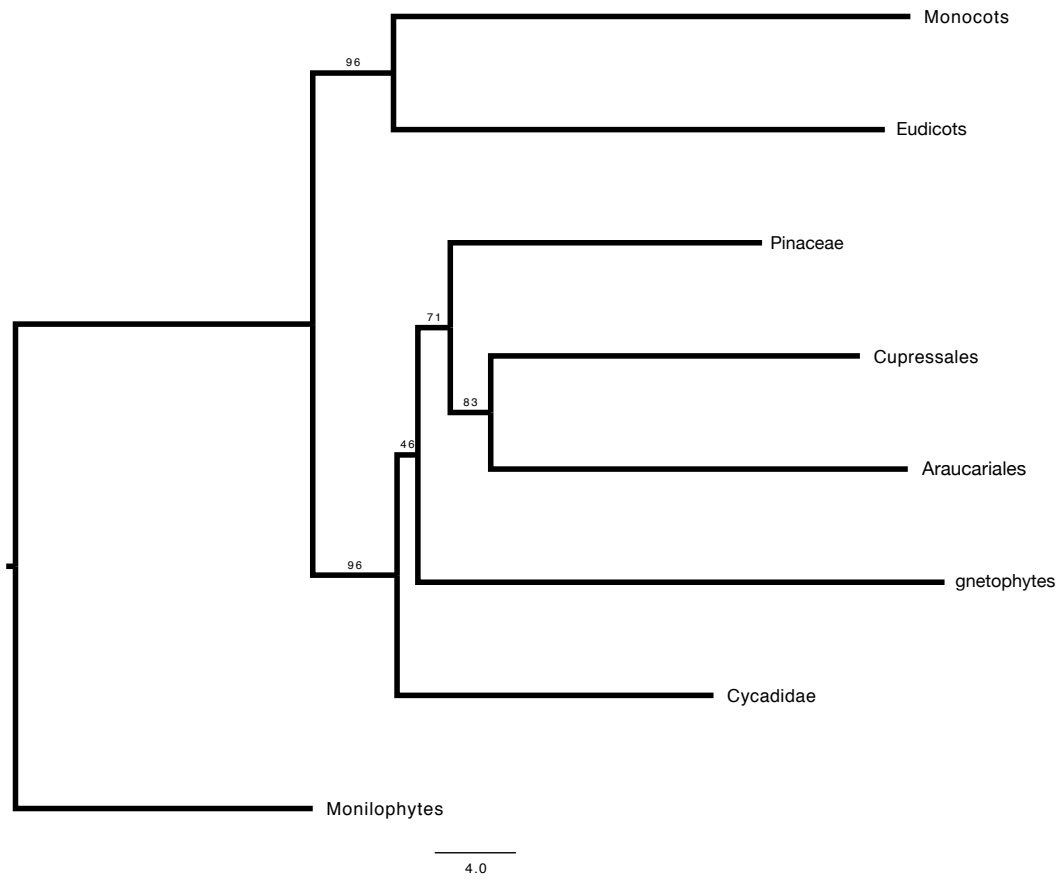 Monocots
96
Eudicots
Pinaceae
71
Cupressales
83
46
Araucariales
96
gnetophytes
Cycadidae
Monilophytes
4.0